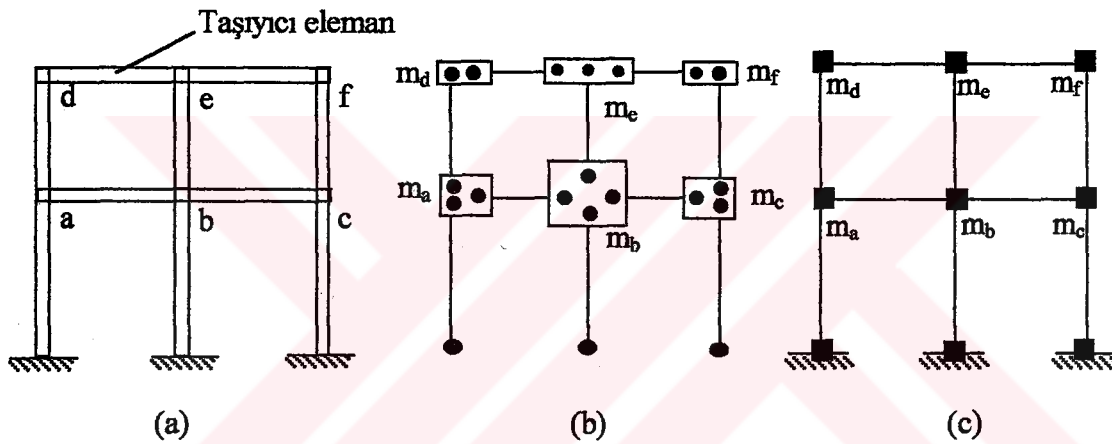 Taşıyıcı eleman
d e f
a b c
(a)
m_d m_e m_f
m_a m_b m_c
(b)
m_d m_e m_f
m_a m_b m_c
(c)